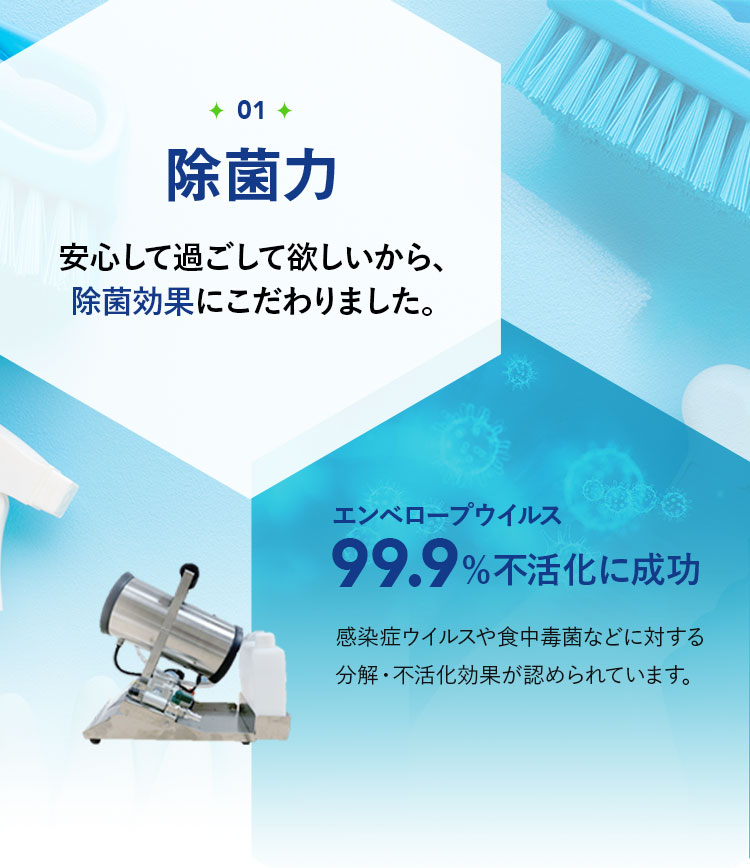 01
除菌力
安心して過ごして欲しいから、
除菌効果にこだわりました。
エンベロープウイルス
99.9%不活化に成功
感染症ウイルスや食中毒菌などに対する
分解・不活化効果が認められています。